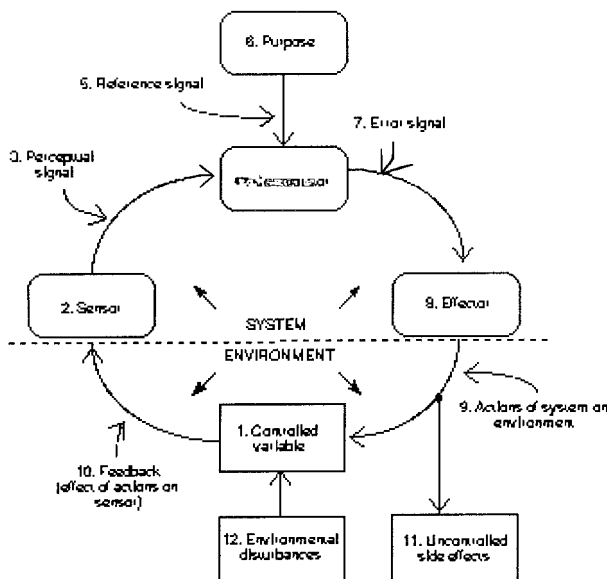 6. Purpose
5. Reference signal
7. Error signal
3. Perceptual
signal
2. Sensor
8. Effector
SYSTEM
ENVIRONMENT
9. Actions of system on
environment
1. Controlled
variable
10. Feedback
(effect of actions on
sensor)
12. Environmental
disturbances
11. Uncontrolled
side effects